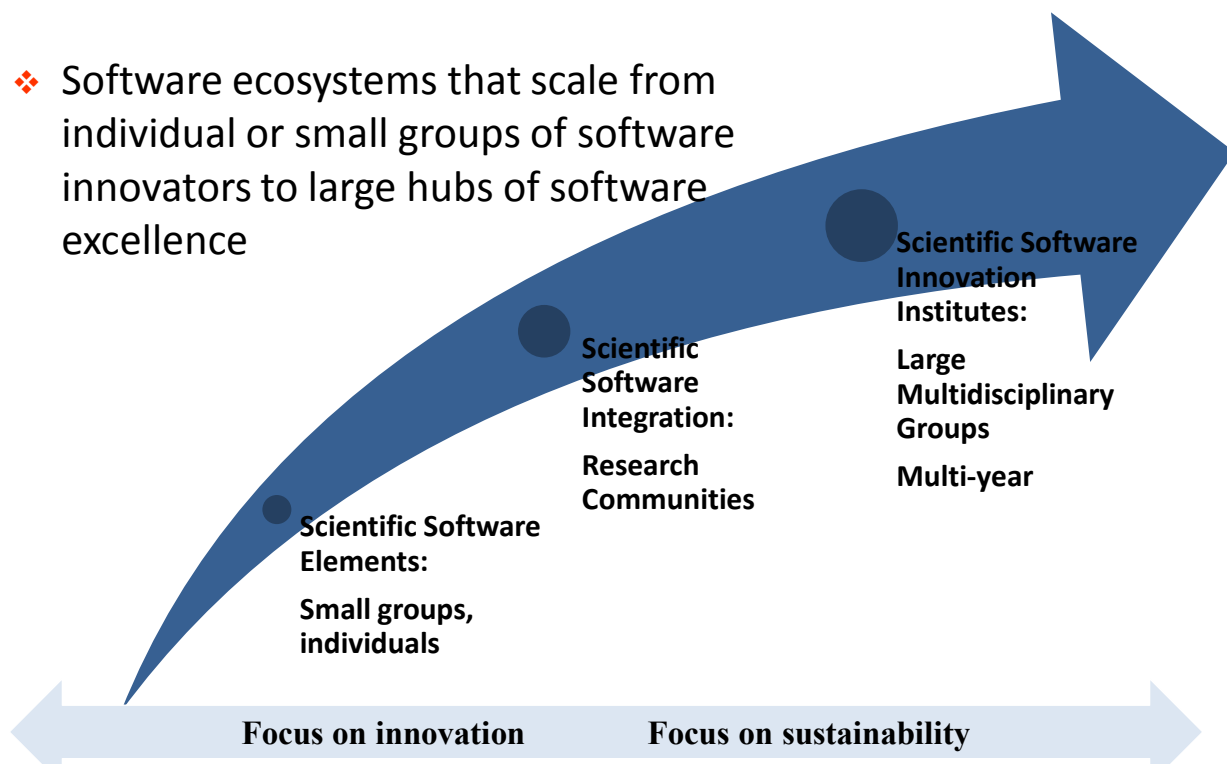 ❖ Software ecosystems that scale from
individual or small groups of software
innovators to large hubs of software
excellence
Scientific Software
Innovation
Institutes:
Large
Multidisciplinary
Groups
Multi-year
Scientific
Software
Integration:
Research
Communities
Scientific Software
Elements:
Small groups,
individuals
Focus on innovation
Focus on sustainability